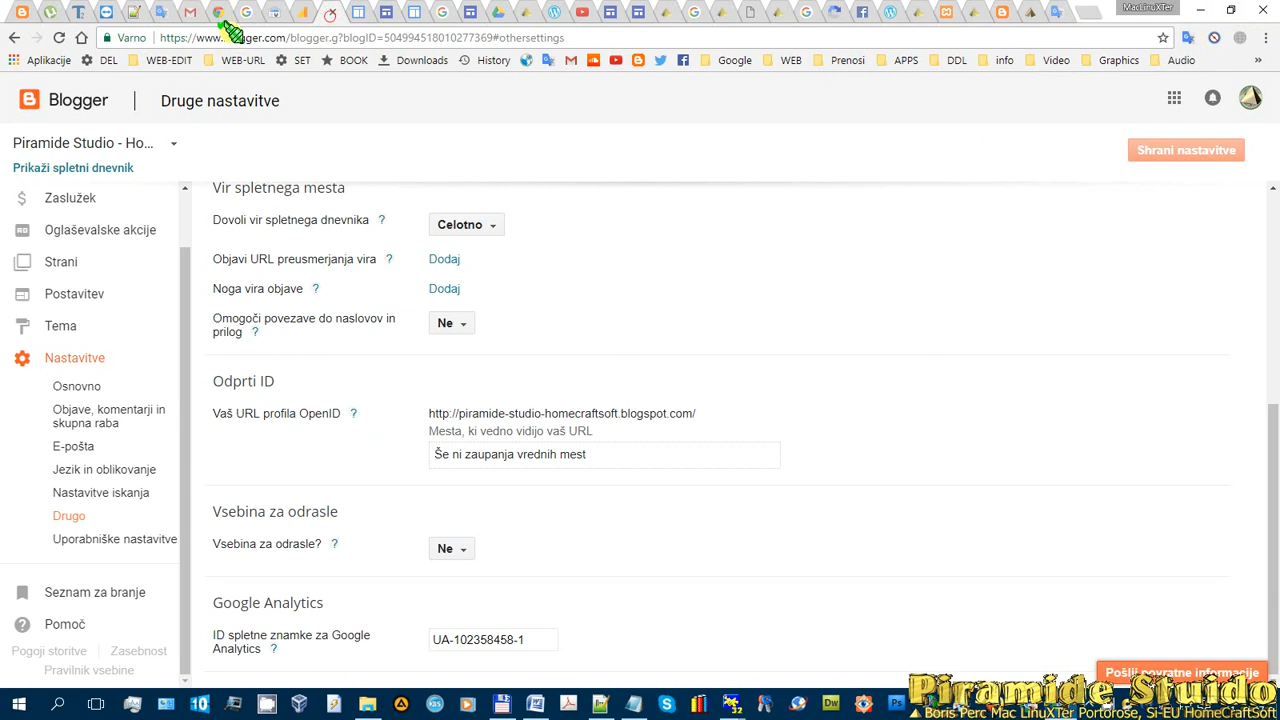 MacLinuXTer
Varno
https://www.blogger.com/blogger.g?blogID=504994518010277369#othersettings
Aplikacije DEL WEB-EDIT WEB-URL SET BOOK Downloads History Google WEB Prenosi APPS DDL info Video Graphics Audio »
Blogger Druge nastavitve
Piramide Studio - Ho...
Prikaži spletni dnevnik
Shrani nastavitve
Zaslužek
Oglaševalske akcije
Strani
Postavitev
Tema
Nastavitve
Osnovno
Objave, komentarji in
skupna raba
E-pošta
Jezik in oblikovanje
Nastavitve iskanja
Drugo
Uporabniške nastavitve
Seznam za branje
Pomoč
Pogoji storitve Zasebnost
Pravilnik vsebine
Vir spletnega mesta
Dovoli vir spletnega dnevnika ? Celotno
Objavi URL preusmerjanja vira ? Dodaj
Noga vira objave ? Dodaj
Omogoči povezave do naslovov in
prilog ? Ne
Odprti ID
Vaš URL profila OpenID ? http://piramide-studio-homecraftsoft.blogspot.com/
Mesta, ki vedno vidijo vaš URL
Še ni zaupanja vrednih mest
Vsebina za odrasle
Vsebina za odrasle? ? Ne
Google Analytics
ID spletne znamke za Google
Analytics ? UA-102358458-1
Pošlji povratne informacije
Piramide Stuido
▲ Boris Perc Mac LinuXTer Portorose, Si-EU HomeCraftSoft